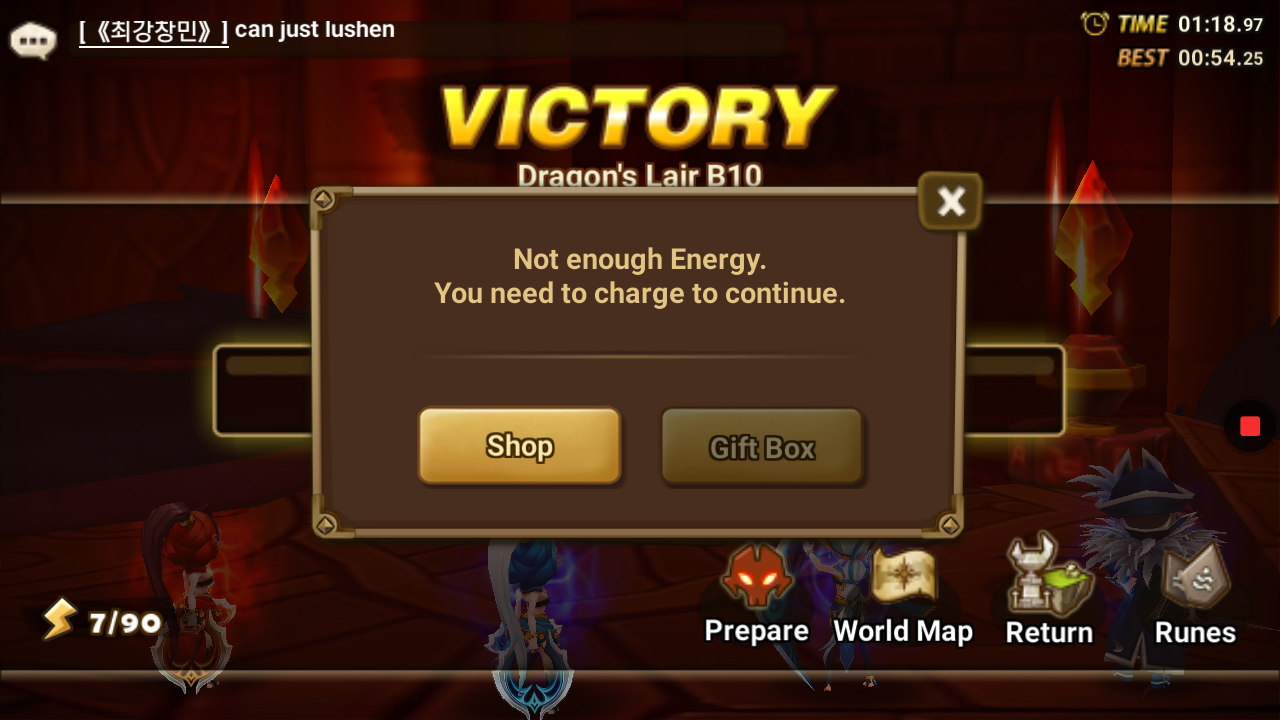 [《최강창민》] can just lushen
TIME 01:18.97
BEST 00:54.25
VICTORY
Dragon's Lair B10
Not enough Energy.
You need to charge to continue.
Shop
Gift Box
7/90
Prepare
World Map
Return
Runes